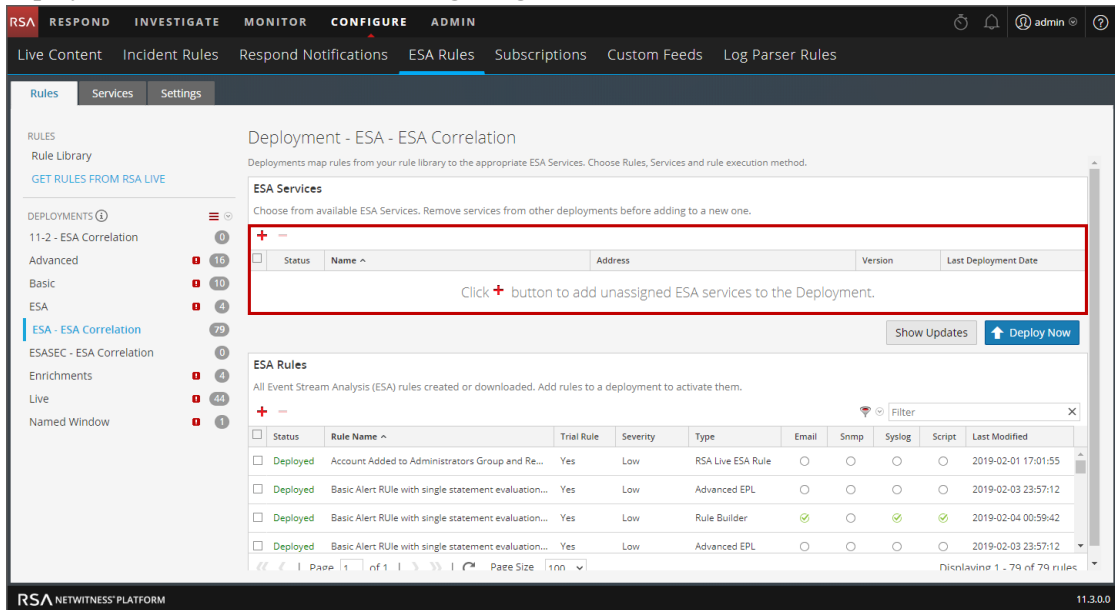 RSA RESPOND INVESTIGATE MONITOR CONFIGURE ADMIN admin
Live Content Incident Rules Respond Notifications ESA Rules Subscriptions Custom Feeds Log Parser Rules
Rules Services Settings
RULES
Rule Library
GET RULES FROM RSA LIVE
DEPLOYMENTS
11-2 - ESA Correlation 0
Advanced 16
Basic 10
ESA 4
ESA - ESA Correlation 79
ESASEC - ESA Correlation 0
Enrichments 4
Live 44
Named Window 1
Deployment - ESA - ESA Correlation
Deployments map rules from your rule library to the appropriate ESA Services. Choose Rules, Services and rule execution method.
ESA Services
Choose from available ESA Services. Remove services from other deployments before adding to a new one.
Status Name Address Version Last Deployment Date
Click + button to add unassigned ESA services to the Deployment.
Show Updates Deploy Now
ESA Rules
All Event Stream Analysis (ESA) rules created or downloaded. Add rules to a deployment to activate them.
Filter
Status Rule Name Trial Rule Severity Type Email Snmp Syslog Script Last Modified
Deployed Account Added to Administrators Group and Re... Yes Low RSA Live ESA Rule 2019-02-01 17:01:55
Deployed Basic Alert RUle with single statement evaluation... Yes Low Advanced EPL 2019-02-03 23:57:12
Deployed Basic Alert RUle with single statement evaluation... Yes Low Rule Builder 2019-02-04 00:59:42
Deployed Basic Alert RUle with single statement evaluation... Yes Low Advanced EPL 2019-02-03 23:57:12
Page 1 of 1 Page Size 100 Displaying 1 - 79 of 79 rules
RSA NETWITNESS PLATFORM 11.3.0.0